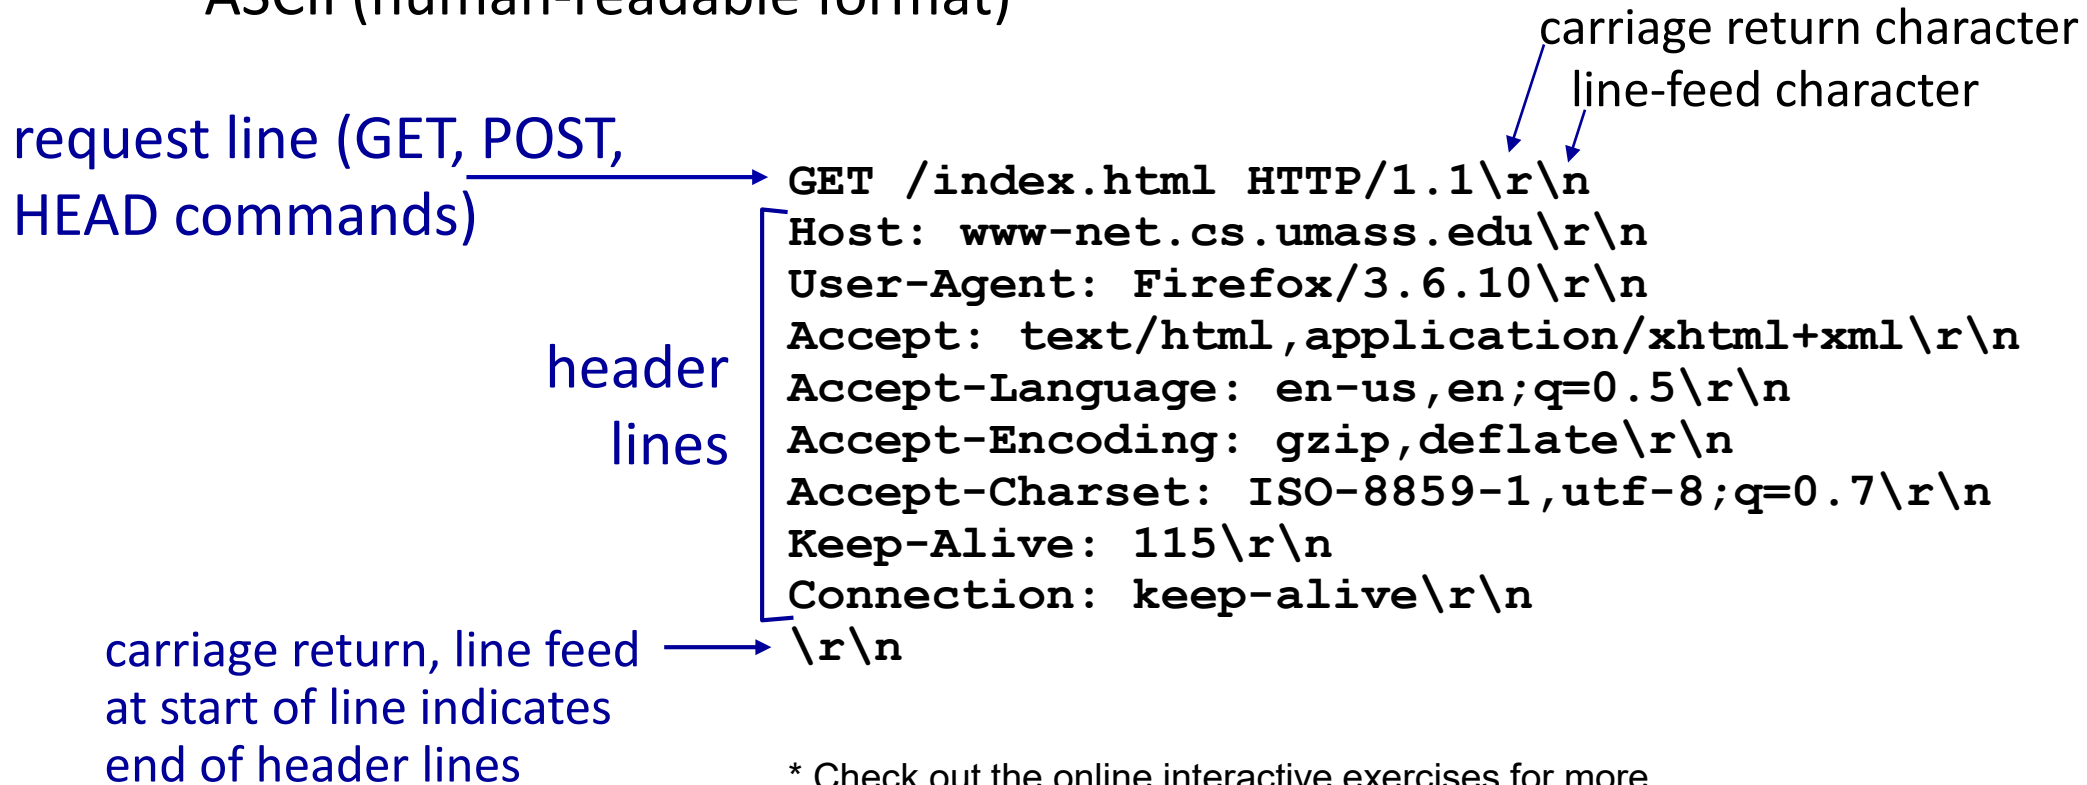 ASCII (human-readable format)
carriage return character
line-feed character
request line (GET, POST,
HEAD commands)
GET /index.html HTTP/1.1\r\n
Host: www-net.cs.umass.edu\r\n
User-Agent: Firefox/3.6.10\r\n
Accept: text/html,application/xhtml+xml\r\n
Accept-Language: en-us,en;q=0.5\r\n
Accept-Encoding: gzip,deflate\r\n
Accept-Charset: ISO-8859-1,utf-8;q=0.7\r\n
Keep-Alive: 115\r\n
Connection: keep-alive\r\n
\r\n
header
lines
carriage return, line feed
at start of line indicates
end of header lines
* Check out the online interactive exercises for more